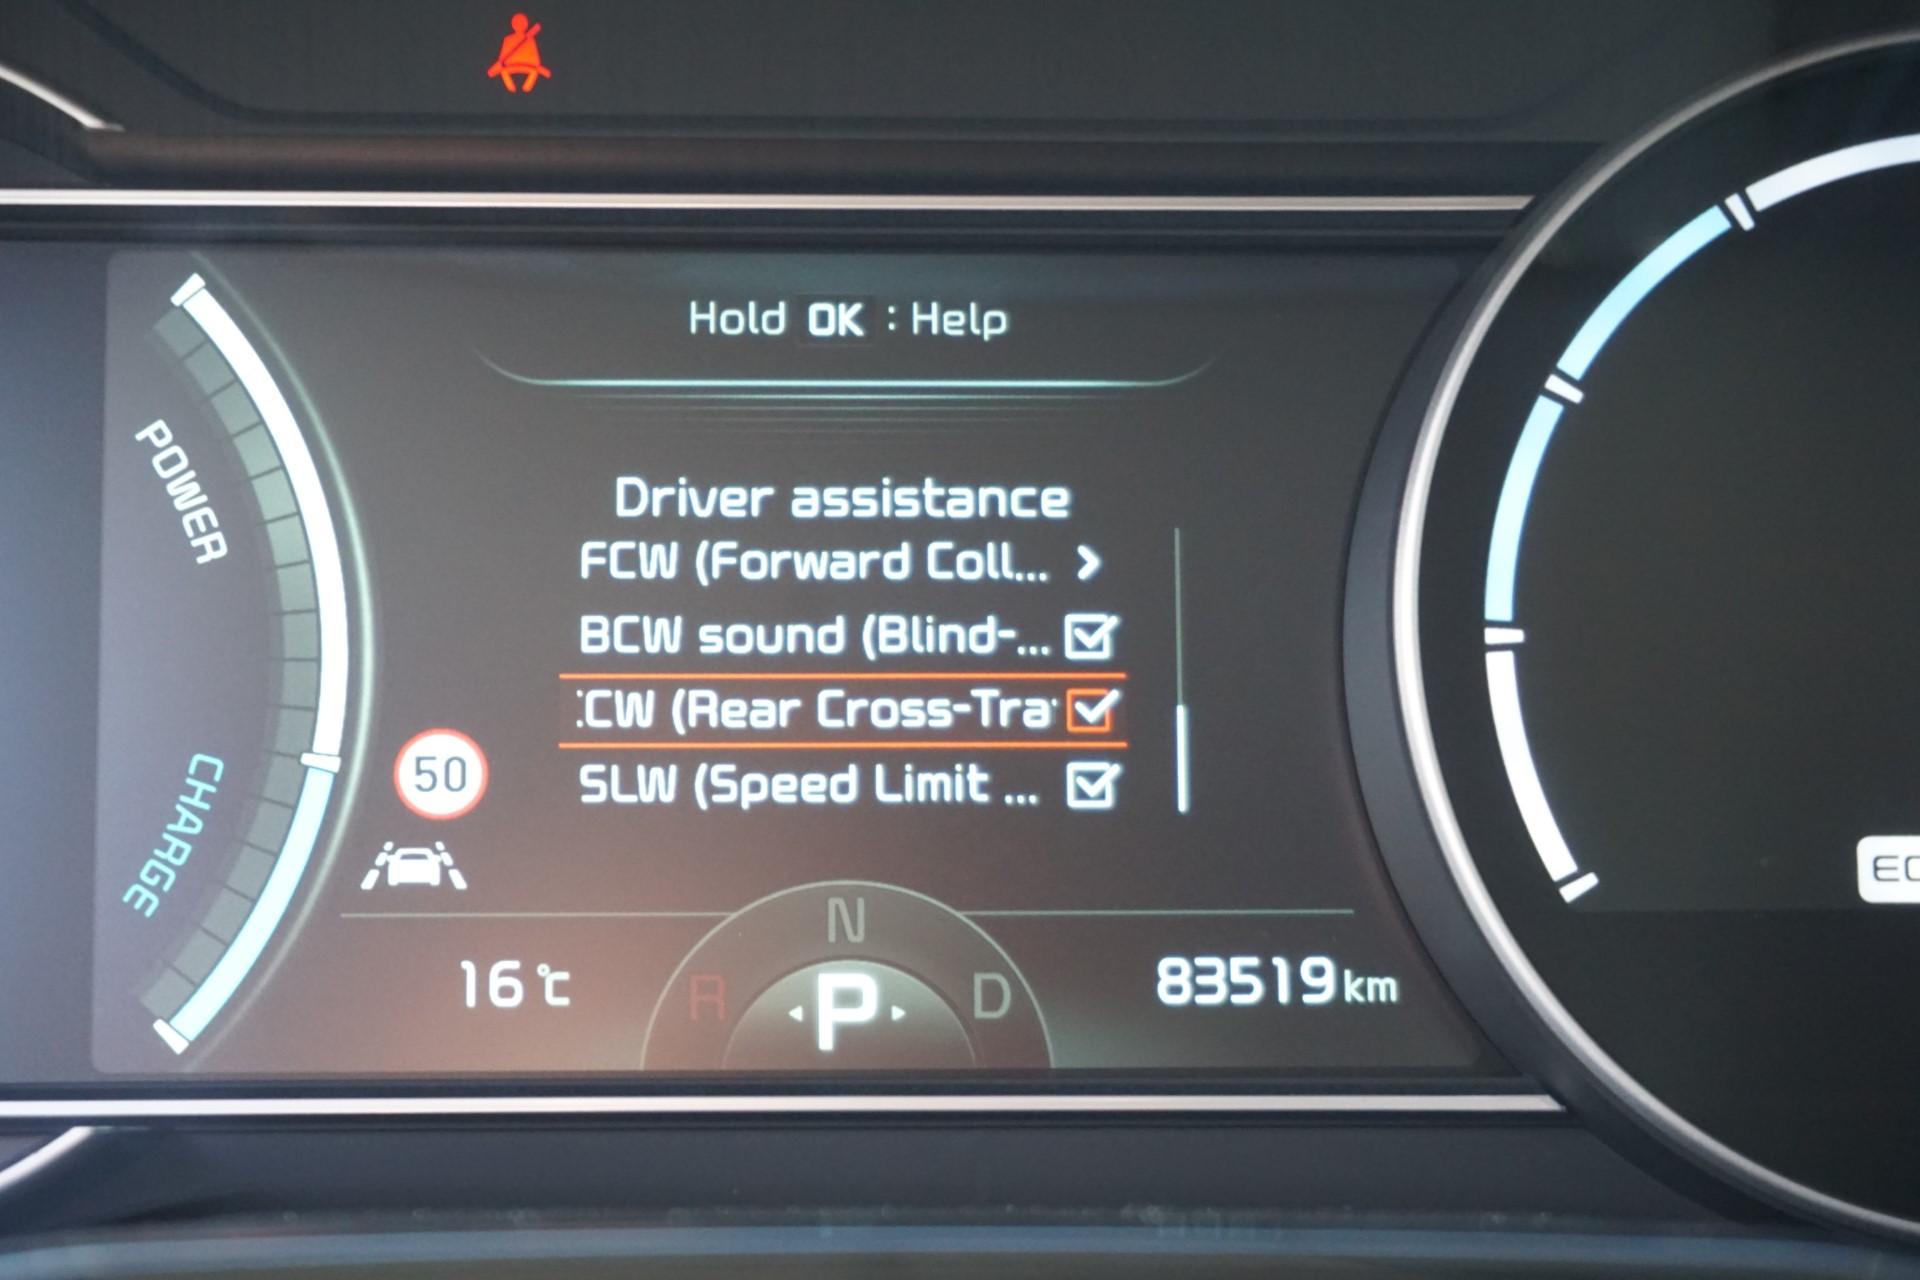 Hold OK : Help
POWER
Driver assistance
FCW (Forward Coll... >
BCW sound (Blind-...
CW (Rear Cross-Tra
50
SLW (Speed Limit ...
CHARGE
EC
N
R P D
16 °C
83519 km